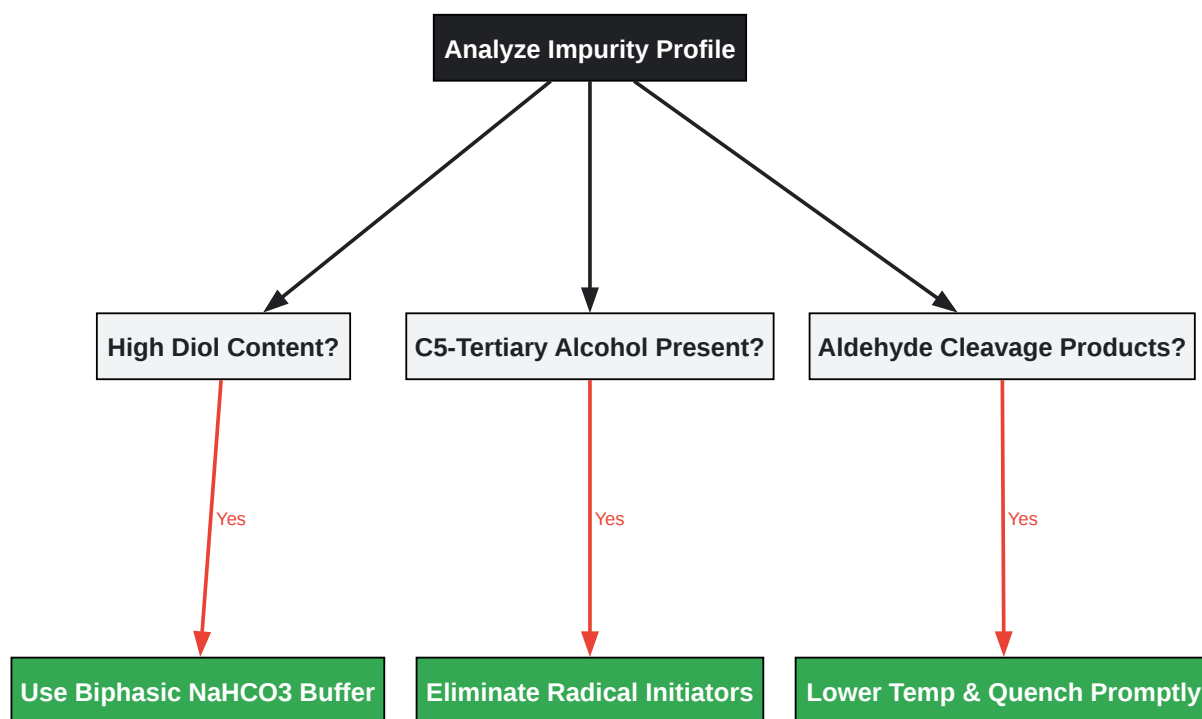 Analyze Impurity Profile
High Diol Content?
C5-Tertiary Alcohol Present?
Aldehyde Cleavage Products?
Yes
Yes
Yes
Use Biphasic NaHCO3 Buffer
Eliminate Radical Initiators
Lower Temp & Quench Promptly